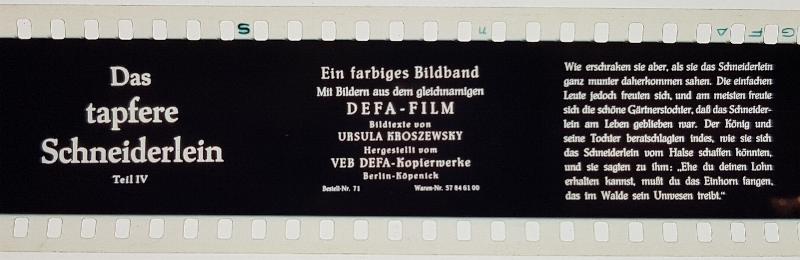 Das
tapfere
Schneiderlein
Teil IV
Ein farbiges Bildband
Mit Bildern aus dem gleichnamigen
DEFA-FILM
Bildtexte von
URSULA KROSZEWSKY
Hergestellt vom
VEB DEFA-Kopierwerke
Berlin-Köpenick
Bestell-Nr. 71 Waren-Nr. 57 84 61 00
Wie erschraken sie aber, als sie das Schneiderlein
ganz munter daherkommen sahen. Die einfachen
Leute jedoch freuten sich, und am meisten freute
sich die schöne Gärtnerstochter, daß das Schneider-
lein am Leben geblieben war. Der König und
seine Tochter beratschlagten indes, wie sie sich
das Schneiderlein vom Halse schaffen könnten,
und sie sagten zu ihm: „Ehe du deinen Lohn
erhalten kannst, mußt du das Einhorn fangen,
das im Walde sein Unwesen treibt.“